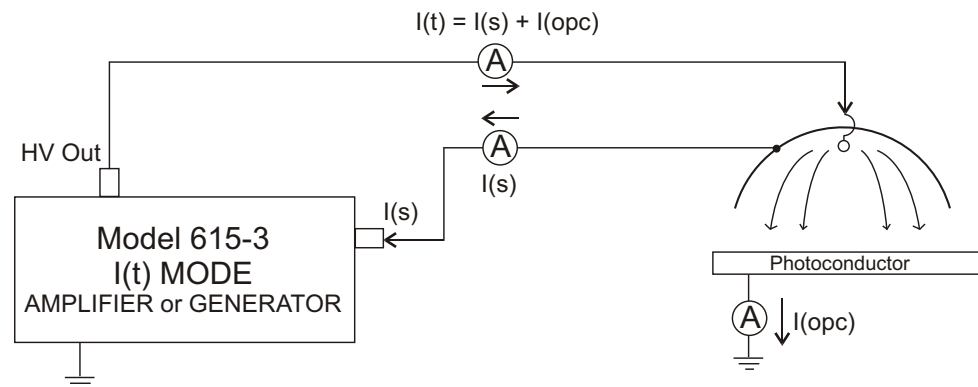 I(t) = I(s) + I(opc)
A
HV Out
A
I(s)
I(s)
Model 615-3
I(t) MODE
AMPLIFIER or GENERATOR
Photoconductor
A
I(opc)